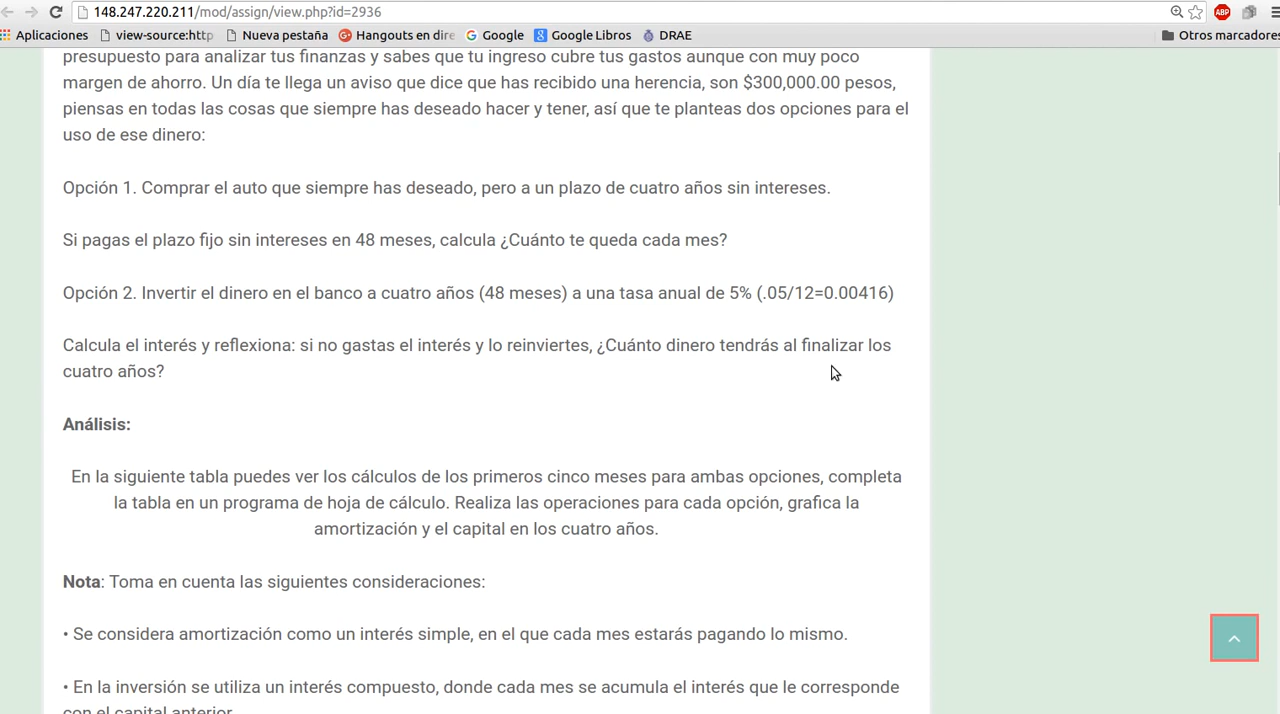 148.247.220.211/mod/assign/view.php?id=2936
ABP
Aplicaciones view-source:http Nueva pestaña Hangouts en dire Google Google Libros DRAE Otros marcadores
presupuesto para analizar tus finanzas y sabes que tu ingreso cubre tus gastos aunque con muy poco
margen de ahorro. Un día te llega un aviso que dice que has recibido una herencia, son $300,000.00 pesos,
piensas en todas las cosas que siempre has deseado hacer y tener, así que te planteas dos opciones para el
uso de ese dinero:
Opción 1. Comprar el auto que siempre has deseado, pero a un plazo de cuatro años sin intereses.
Si pagas el plazo fijo sin intereses en 48 meses, calcula ¿Cuánto te queda cada mes?
Opción 2. Invertir el dinero en el banco a cuatro años (48 meses) a una tasa anual de 5% (.05/12=0.00416)
Calcula el interés y reflexiona: si no gastas el interés y lo reinviertes, ¿Cuánto dinero tendrás al finalizar los
cuatro años?
Análisis:
En la siguiente tabla puedes ver los cálculos de los primeros cinco meses para ambas opciones, completa
la tabla en un programa de hoja de cálculo. Realiza las operaciones para cada opción, grafica la
amortización y el capital en los cuatro años.
Nota: Toma en cuenta las siguientes consideraciones:
• Se considera amortización como un interés simple, en el que cada mes estarás pagando lo mismo.
• En la inversión se utiliza un interés compuesto, donde cada mes se acumula el interés que le corresponde
con el capital anterior